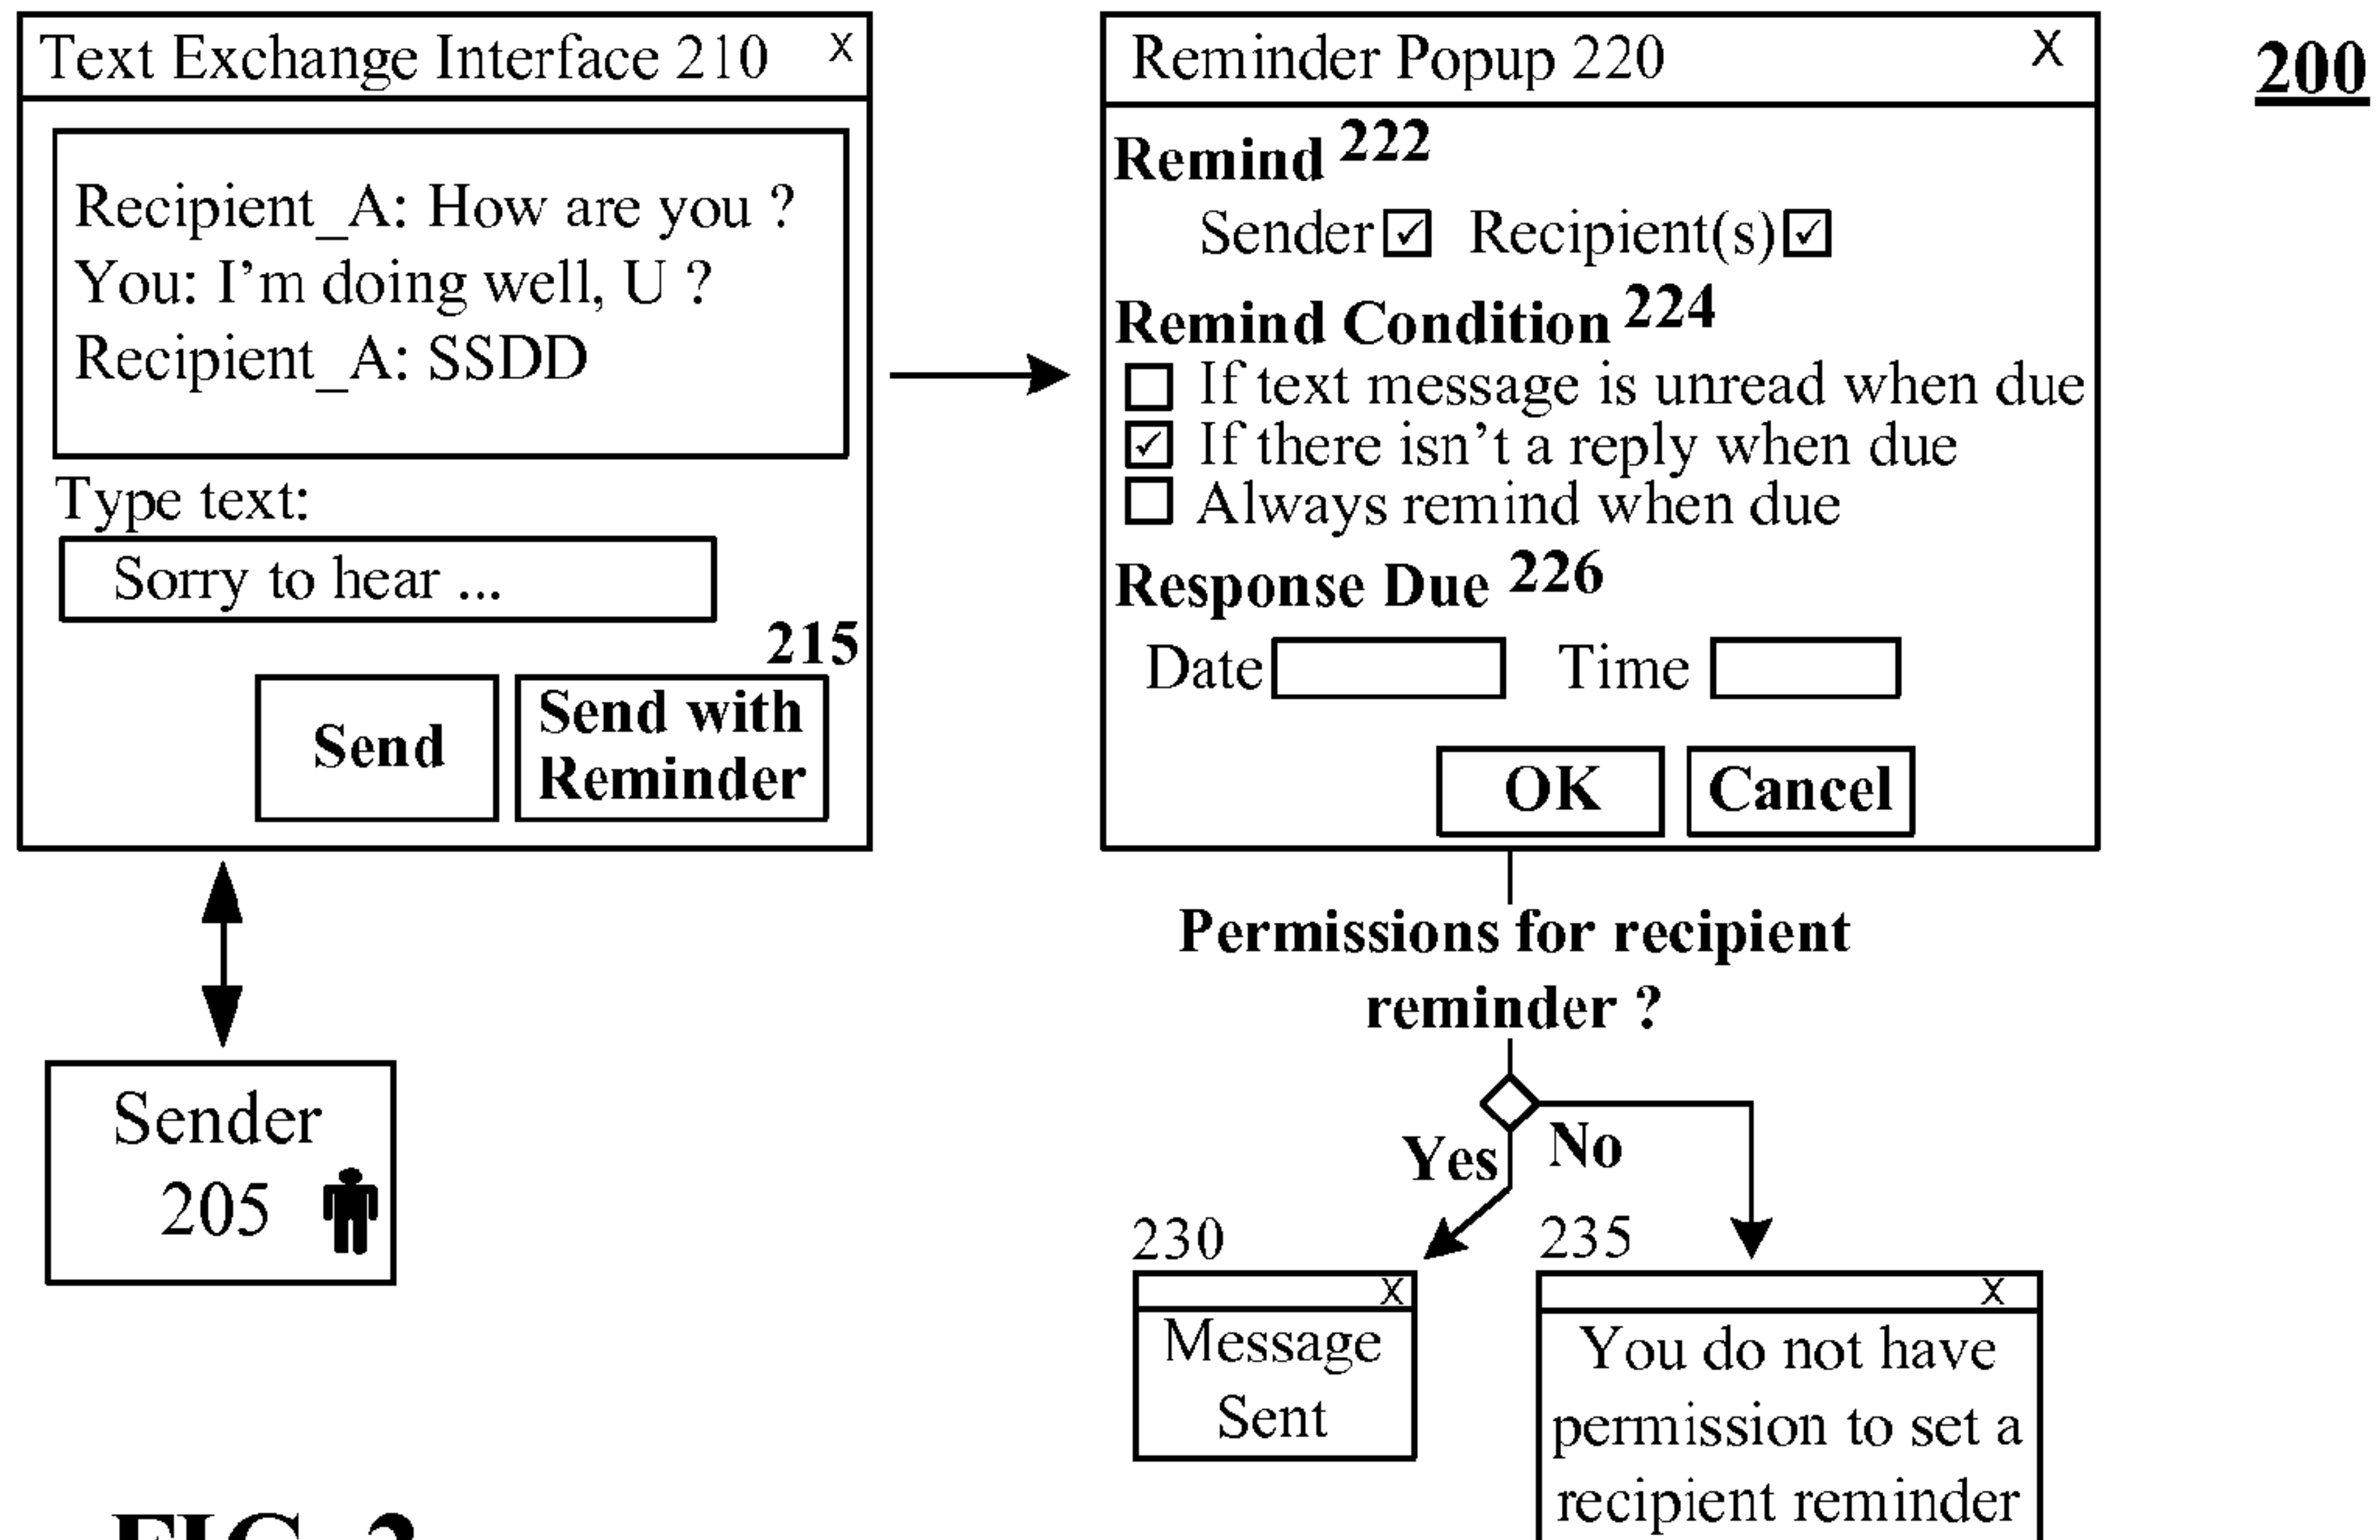 Text Exchange Interface 210 X
Recipient_A: How are you ?
You: I'm doing well, U ?
Recipient_A: SSDD
Type text:
Sorry to hear ...
215
Send
Send with
Reminder
Sender
205
Reminder Popup 220 X
Remind 222
Sender ✓ Recipient(s) ✓
Remind Condition 224
If text message is unread when due
✓ If there isn't a reply when due
Always remind when due
Response Due 226
Date Time
OK Cancel
200
Permissions for recipient
reminder ?
Yes No
230
X
Message
Sent
235
X
You do not have
permission to set a
recipient reminder